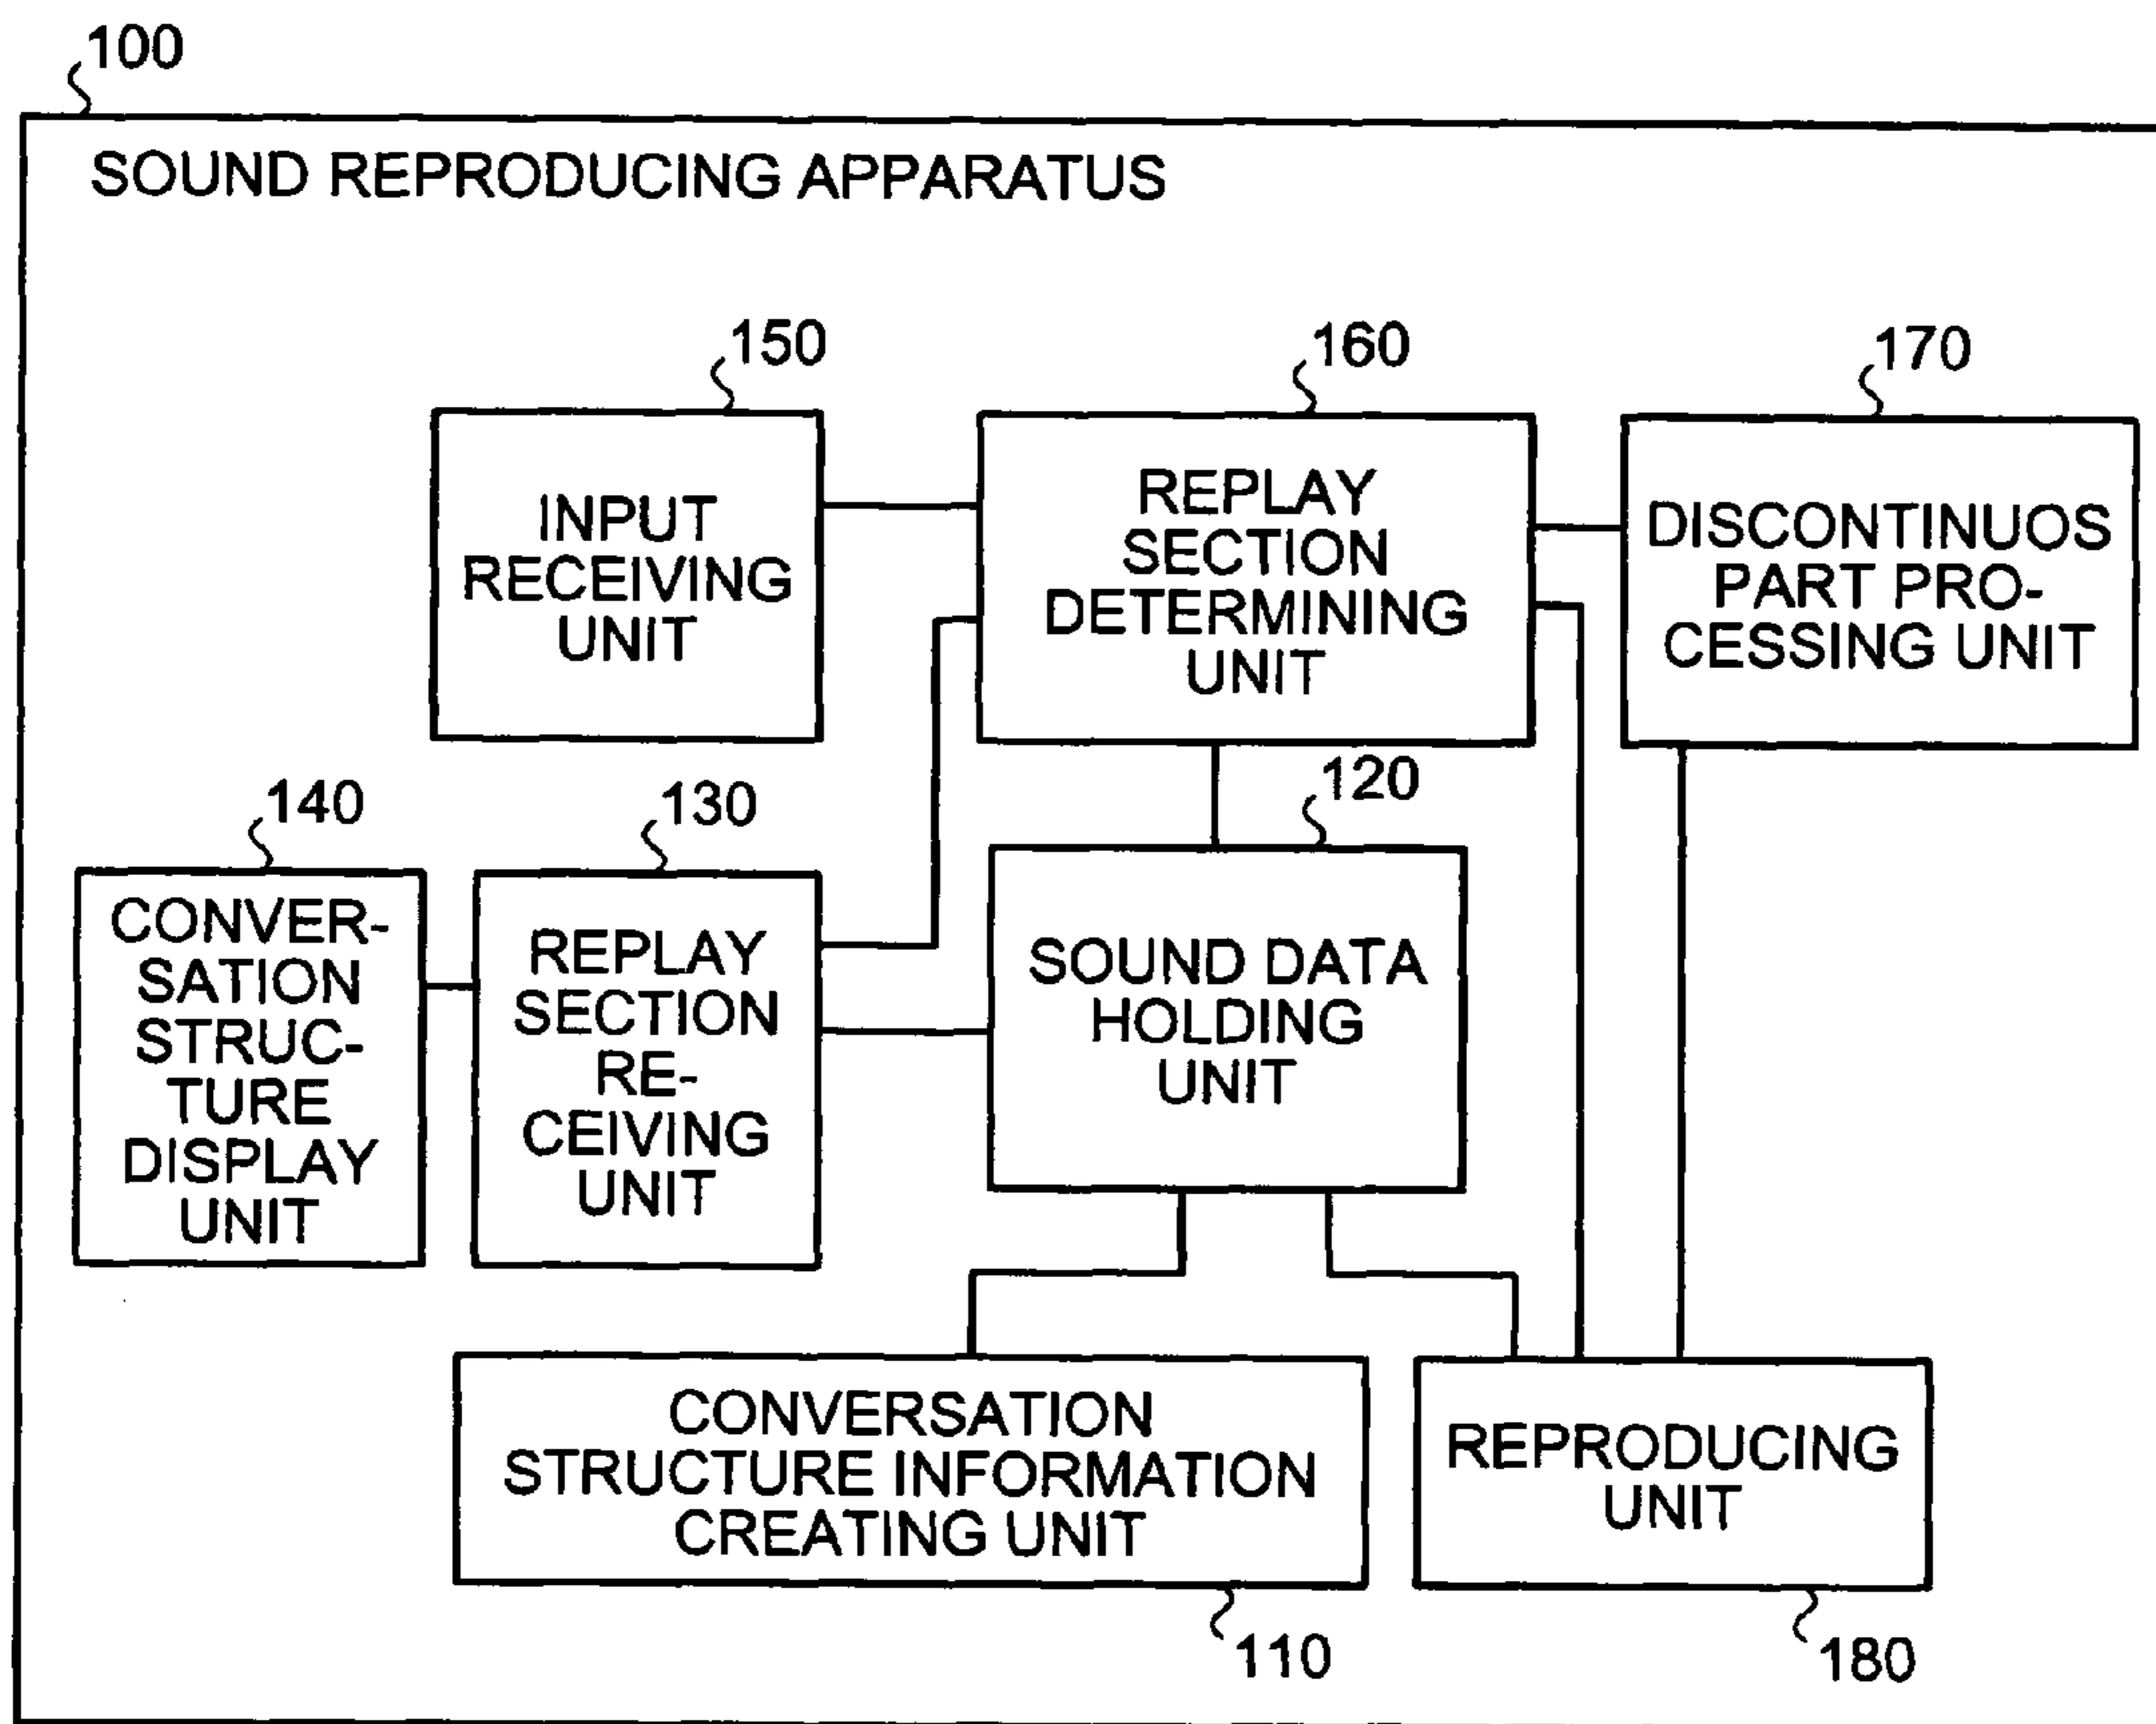 100
SOUND REPRODUCING APPARATUS
150
INPUT
RECEIVING
UNIT
160
REPLAY
SECTION
DETERMINING
UNIT
170
DISCONTINUOS
PART PRO-
CESSING UNIT
140
CONVER-
SATION
STRUC-
TURE
DISPLAY
UNIT
130
REPLAY
SECTION
RE-
CEIVING
UNIT
120
SOUND DATA
HOLDING
UNIT
CONVERSATION
STRUCTURE INFORMATION
CREATING UNIT
110
REPRODUCING
UNIT
180